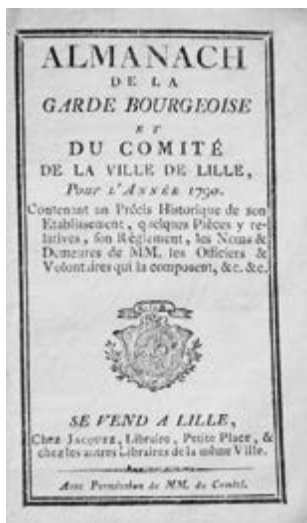 ALMANACH
DE LA
GARDE BOURGEOISE
ET
DU COMITÉ
DE LA VILLE DE LILLE,
Pour L'ANNÉE 1790.
Contenant un Précis Historique de son
Etablissement, quelques Pièces y re-
latives, son Règlement, les Noms &
Demeures de MM. les Officiers &
Volontaires qui la composent, &c. &c.
SE VEND A LILLE,
Chez JACQUEZ, Libraire, Petite Place, &
chez les autres Libraires de la même Ville.
Avec Permission de MM. du Comité.